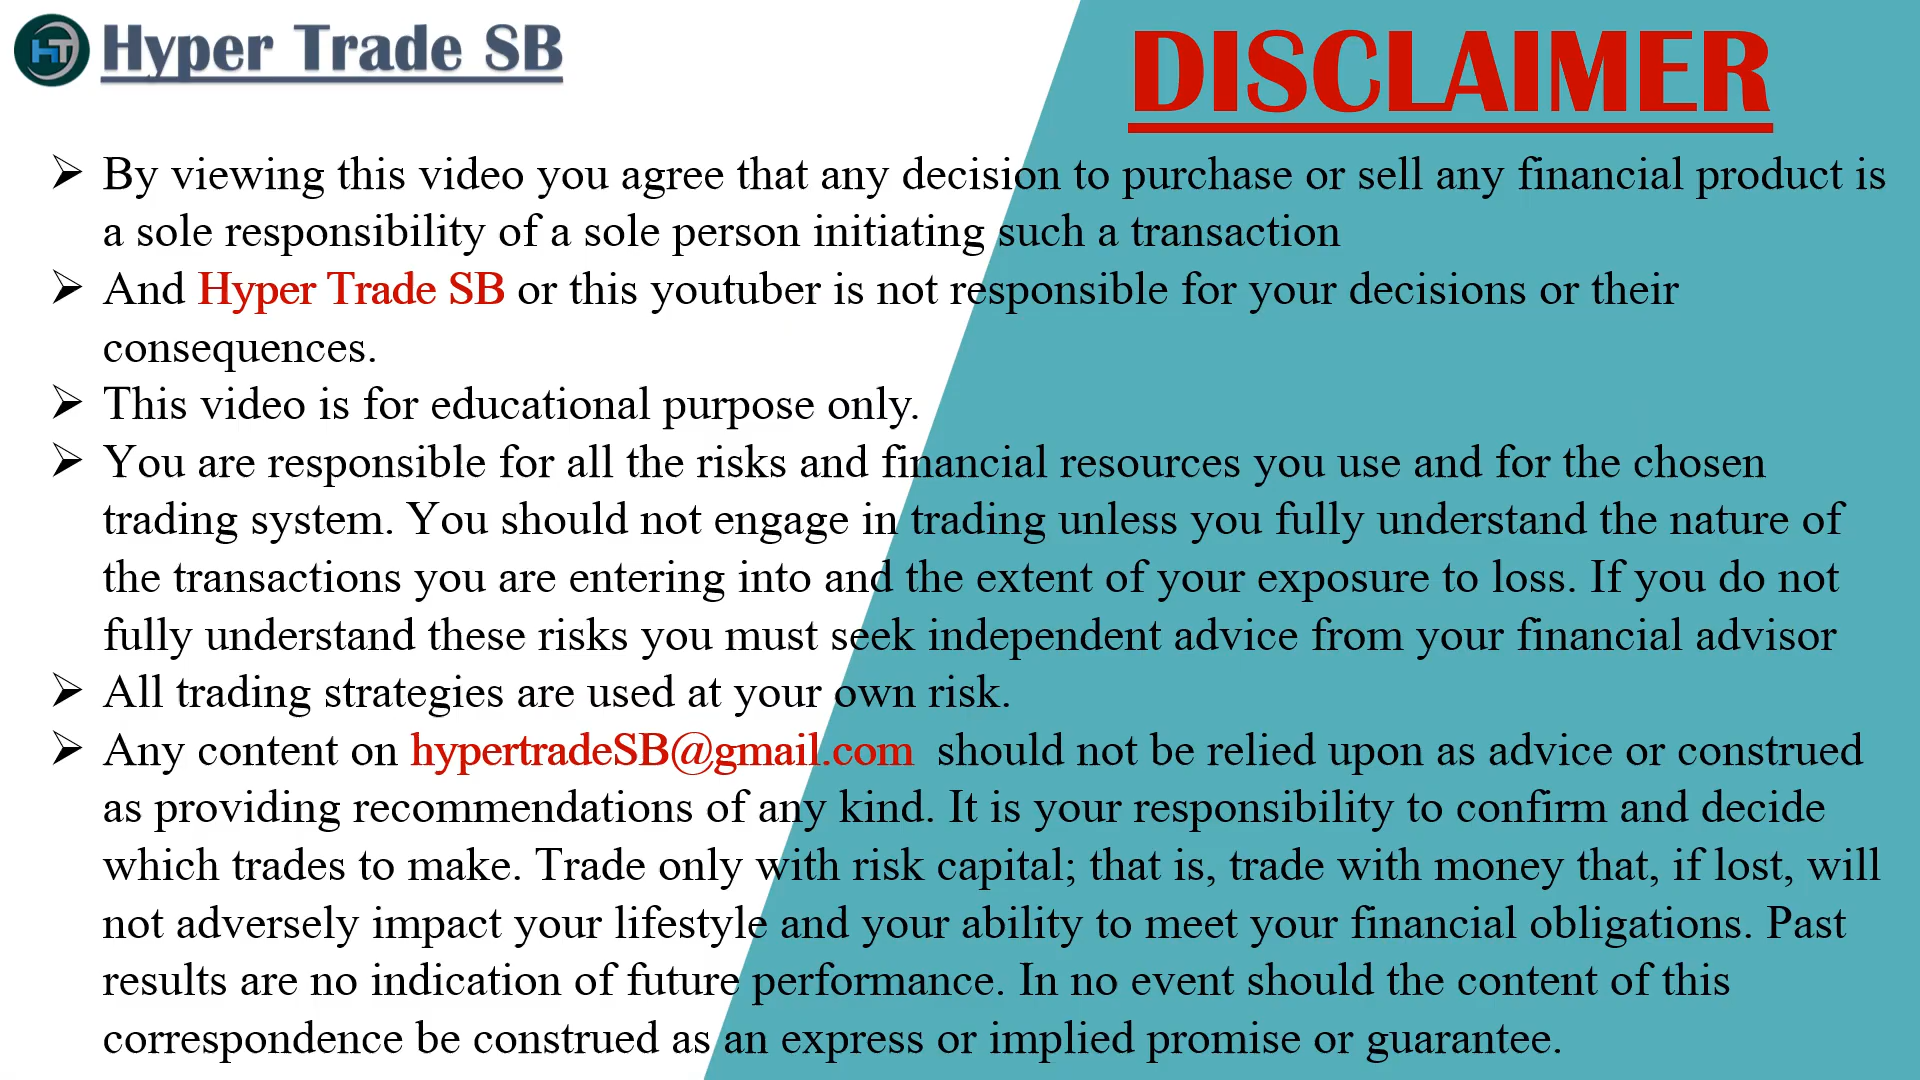 HT Hyper Trade SB
DISCLAIMER
➢ By viewing this video you agree that any decision to purchase or sell any financial product is
a sole responsibility of a sole person initiating such a transaction
➢ And Hyper Trade SB or this youtuber is not responsible for your decisions or their
consequences.
➢ This video is for educational purpose only.
➢ You are responsible for all the risks and financial resources you use and for the chosen
trading system. You should not engage in trading unless you fully understand the nature of
the transactions you are entering into and the extent of your exposure to loss. If you do not
fully understand these risks you must seek independent advice from your financial advisor
➢ All trading strategies are used at your own risk.
➢ Any content on hypertradeSB@gmail.com should not be relied upon as advice or construed
as providing recommendations of any kind. It is your responsibility to confirm and decide
which trades to make. Trade only with risk capital; that is, trade with money that, if lost, will
not adversely impact your lifestyle and your ability to meet your financial obligations. Past
results are no indication of future performance. In no event should the content of this
correspondence be construed as an express or implied promise or guarantee.